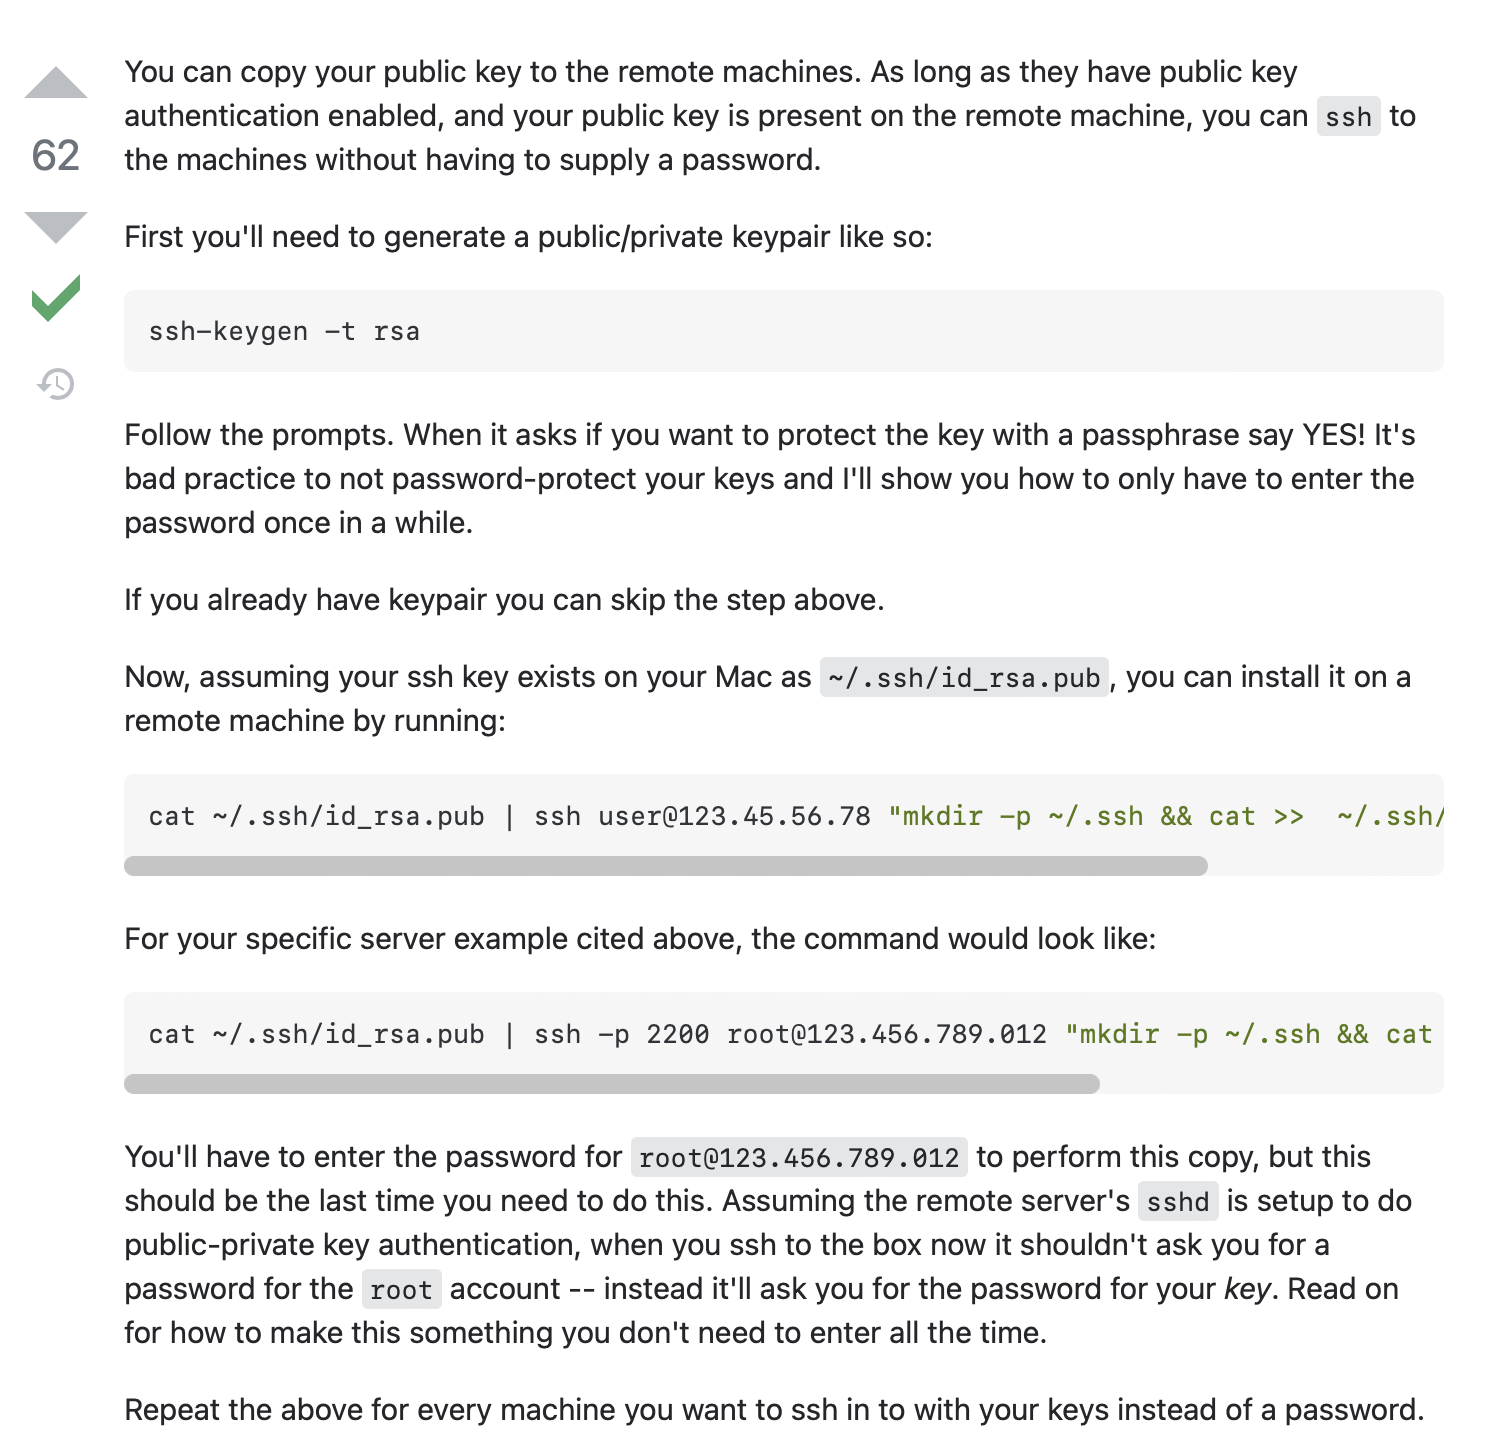 You can copy your public key to the remote machines. As long as they have public key
authentication enabled, and your public key is present on the remote machine, you can ssh to
the machines without having to supply a password.
62
First you'll need to generate a public/private keypair like so:
ssh-keygen -t rsa
Follow the prompts. When it asks if you want to protect the key with a passphrase say YES! It's
bad practice to not password-protect your keys and I'll show you how to only have to enter the
password once in a while.
If you already have keypair you can skip the step above.
Now, assuming your ssh key exists on your Mac as ~/.ssh/id_rsa.pub, you can install it on a
remote machine by running:
cat ~/.ssh/id_rsa.pub | ssh user@123.45.56.78 "mkdir -p ~/.ssh && cat >>  ~/.ssh/
For your specific server example cited above, the command would look like:
cat ~/.ssh/id_rsa.pub | ssh -p 2200 root@123.456.789.012 "mkdir -p ~/.ssh && cat
You'll have to enter the password for root@123.456.789.012 to perform this copy, but this
should be the last time you need to do this. Assuming the remote server's sshd is setup to do
public-private key authentication, when you ssh to the box now it shouldn't ask you for a
password for the root account -- instead it'll ask you for the password for your key. Read on
for how to make this something you don't need to enter all the time.
Repeat the above for every machine you want to ssh in to with your keys instead of a password.